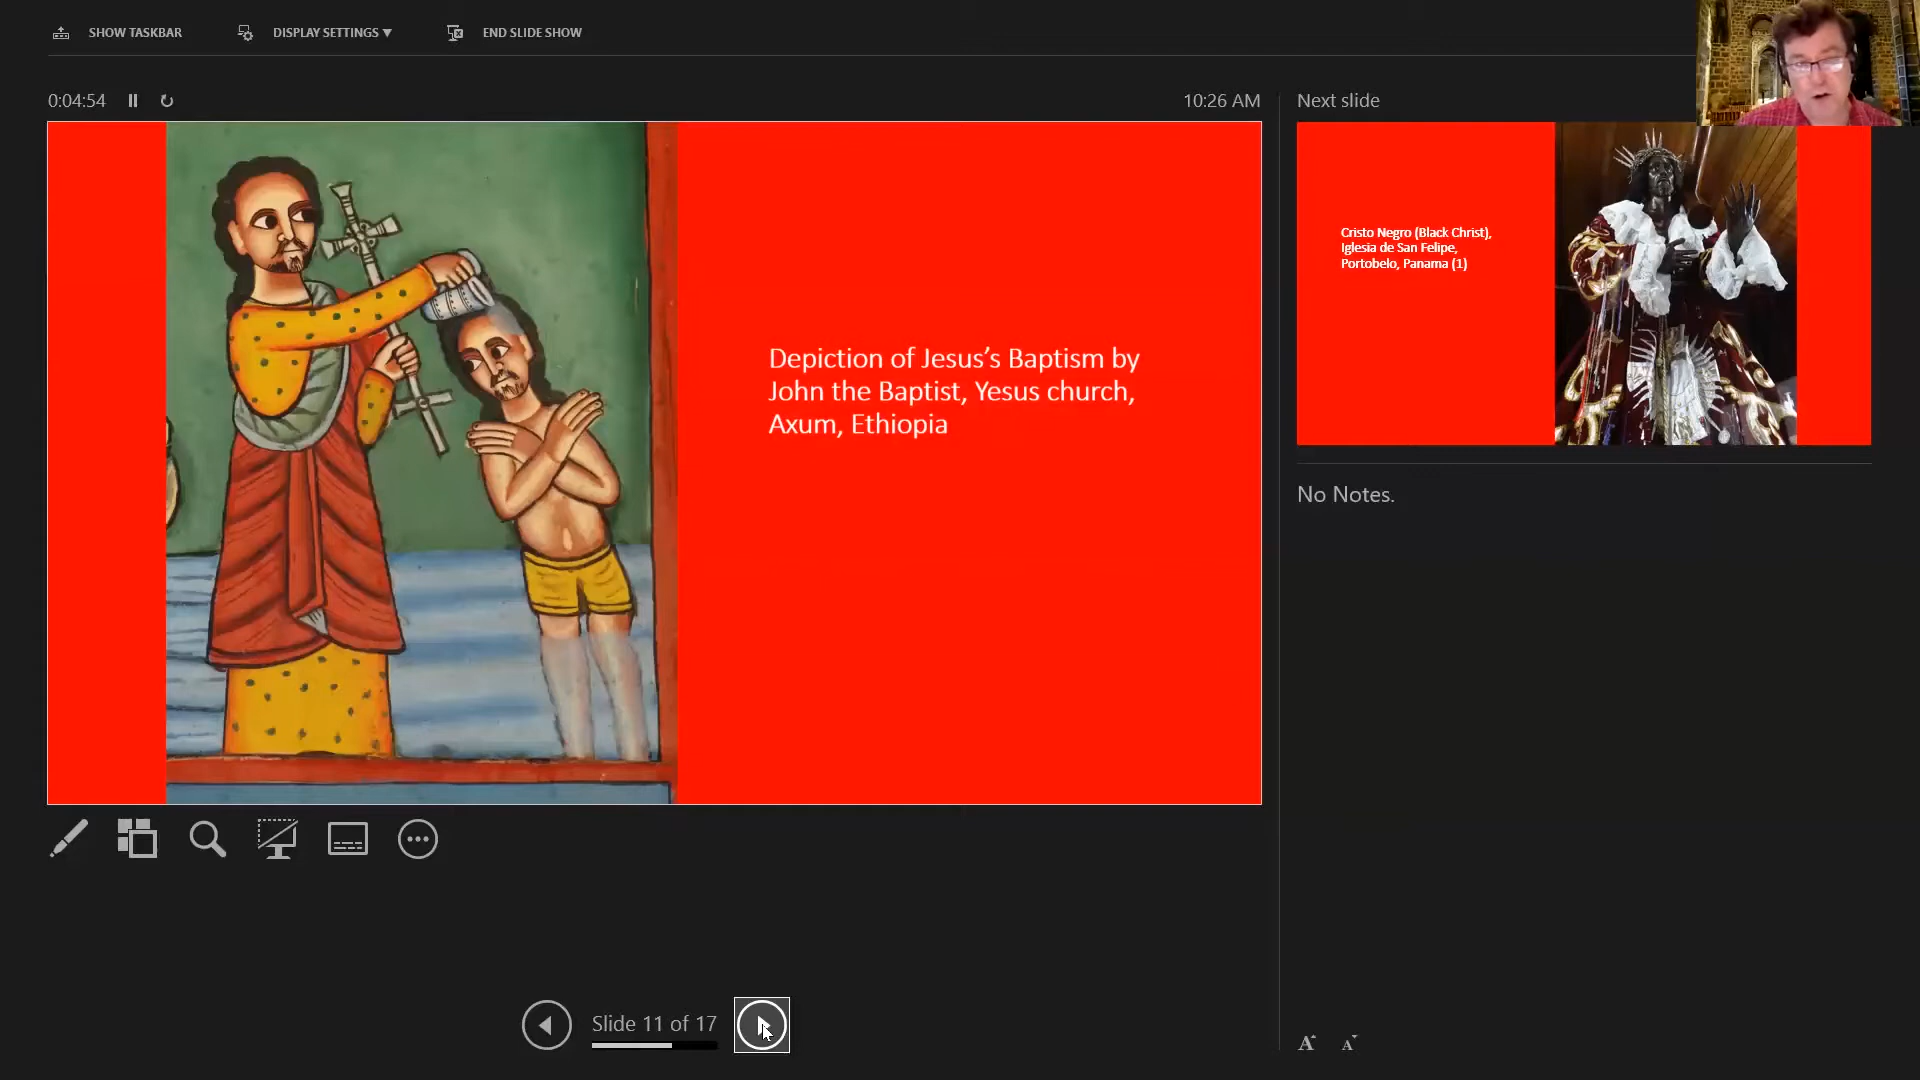 SHOW TASKBAR
DISPLAY SETTINGS ▼
END SLIDE SHOW
0:04:54
10:26 AM
Next slide
Depiction of Jesus’s Baptism by
John the Baptist, Yesus church,
Axum, Ethiopia
Cristo Negro (Black Christ),
Iglesia de San Felipe,
Portobelo, Panama (1)
No Notes.
Slide 11 of 17
A A